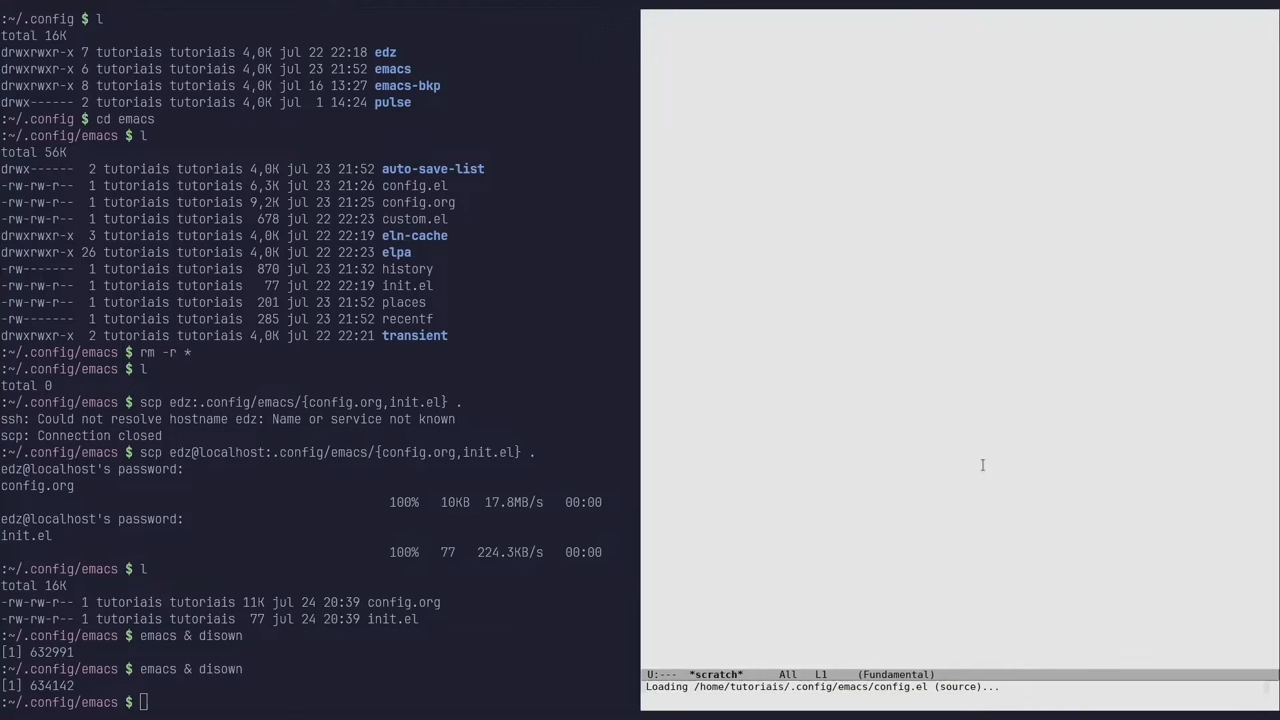 :~/.config $ l
total 16K
drwxrwxr-x 7 tutoriais tutoriais 4,0K jul 22 22:18 edz
drwxrwxr-x 6 tutoriais tutoriais 4,0K jul 23 21:52 emacs
drwxrwxr-x 8 tutoriais tutoriais 4,0K jul 16 13:27 emacs-bkp
drwx------ 2 tutoriais tutoriais 4,0K jul  1 14:24 pulse
:~/.config $ cd emacs
:~/.config/emacs $ l
total 56K
drwx------  2 tutoriais tutoriais 4,0K jul 23 21:52 auto-save-list
-rw-rw-r--  1 tutoriais tutoriais 6,3K jul 23 21:26 config.el
-rw-rw-r--  1 tutoriais tutoriais 9,2K jul 23 21:25 config.org
-rw-rw-r--  1 tutoriais tutoriais  678 jul 22 22:23 custom.el
drwxrwxr-x  3 tutoriais tutoriais 4,0K jul 22 22:19 eln-cache
drwxrwxr-x 26 tutoriais tutoriais 4,0K jul 22 22:23 elpa
-rw-------  1 tutoriais tutoriais  870 jul 23 21:32 history
-rw-rw-r--  1 tutoriais tutoriais   77 jul 22 22:19 init.el
-rw-rw-r--  1 tutoriais tutoriais  201 jul 23 21:52 places
-rw-------  1 tutoriais tutoriais  285 jul 23 21:52 recentf
drwxrwxr-x  2 tutoriais tutoriais 4,0K jul 22 22:21 transient
:~/.config/emacs $ rm -r *
:~/.config/emacs $ l
total 0
:~/.config/emacs $ scp edz:.config/emacs/{config.org,init.el} .
ssh: Could not resolve hostname edz: Name or service not known
scp: Connection closed
:~/.config/emacs $ scp edz@localhost:.config/emacs/{config.org,init.el} .
edz@localhost's password:
config.org
100%   10KB  17.8MB/s   00:00
edz@localhost's password:
init.el
100%   77   224.3KB/s   00:00
:~/.config/emacs $ l
total 16K
-rw-rw-r-- 1 tutoriais tutoriais 11K jul 24 20:39 config.org
-rw-rw-r-- 1 tutoriais tutoriais  77 jul 24 20:39 init.el
:~/.config/emacs $ emacs & disown
[1] 632991
:~/.config/emacs $ emacs & disown
[1] 634142
:~/.config/emacs $
U:---  *scratch*      All   L1     (Fundamental)
Loading /home/tutoriais/.config/emacs/config.el (source)...